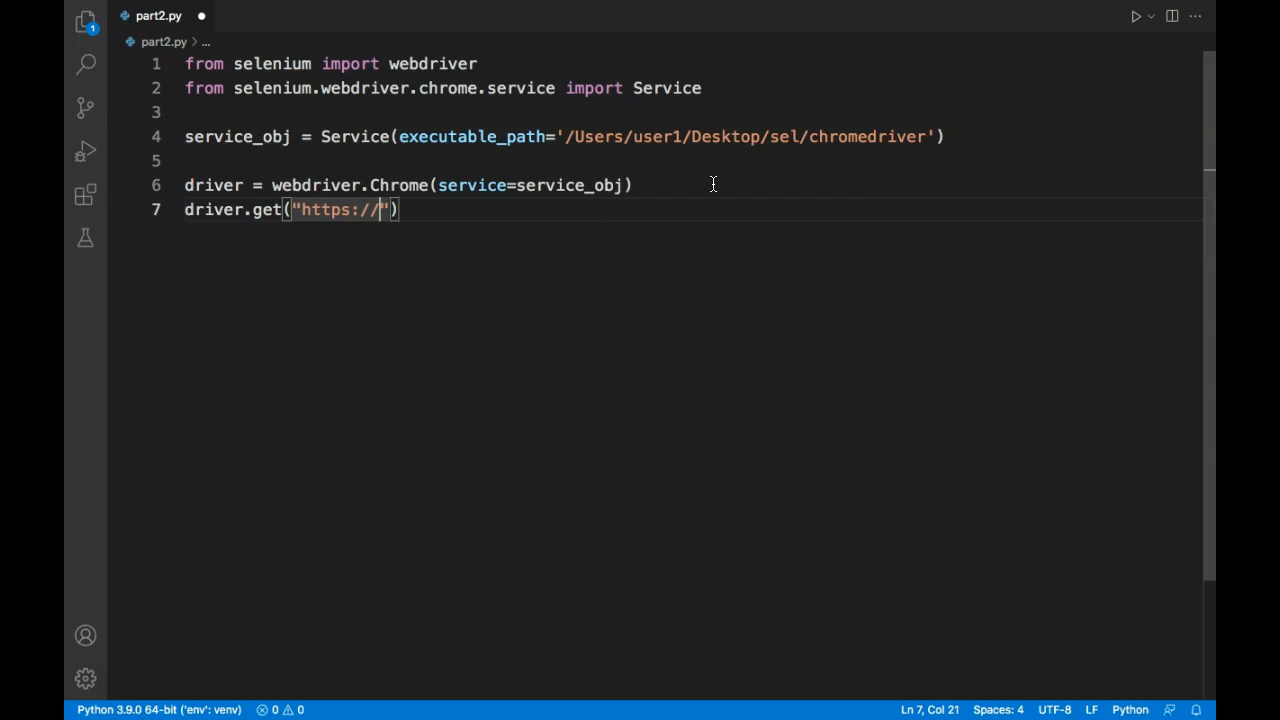 part2.py
part2.py > ...
1 from selenium import webdriver
2 from selenium.webdriver.chrome.service import Service
3
4 service_obj = Service(executable_path='/Users/user1/Desktop/sel/chromedriver')
5
6 driver = webdriver.Chrome(service=service_obj)
7 driver.get("https://")
1
Python 3.9.0 64-bit ('env': venv) 0 0 Ln 7, Col 21 Spaces: 4 UTF-8 LF Python